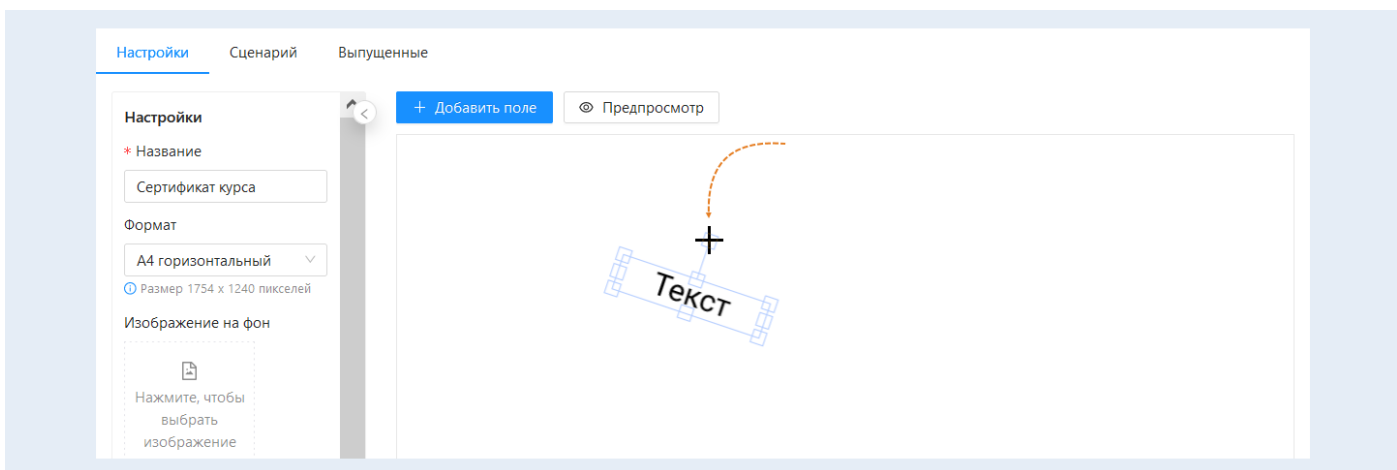 Настройки Сценарий Выпущенные
+ Добавить поле Предпросмотр
Настройки
* Название
Сертификат курса
Формат
А4 горизонтальный
Размер 1754 x 1240 пикселей
Изображение на фон
Нажмите, чтобы
выбрать
изображение
Текст